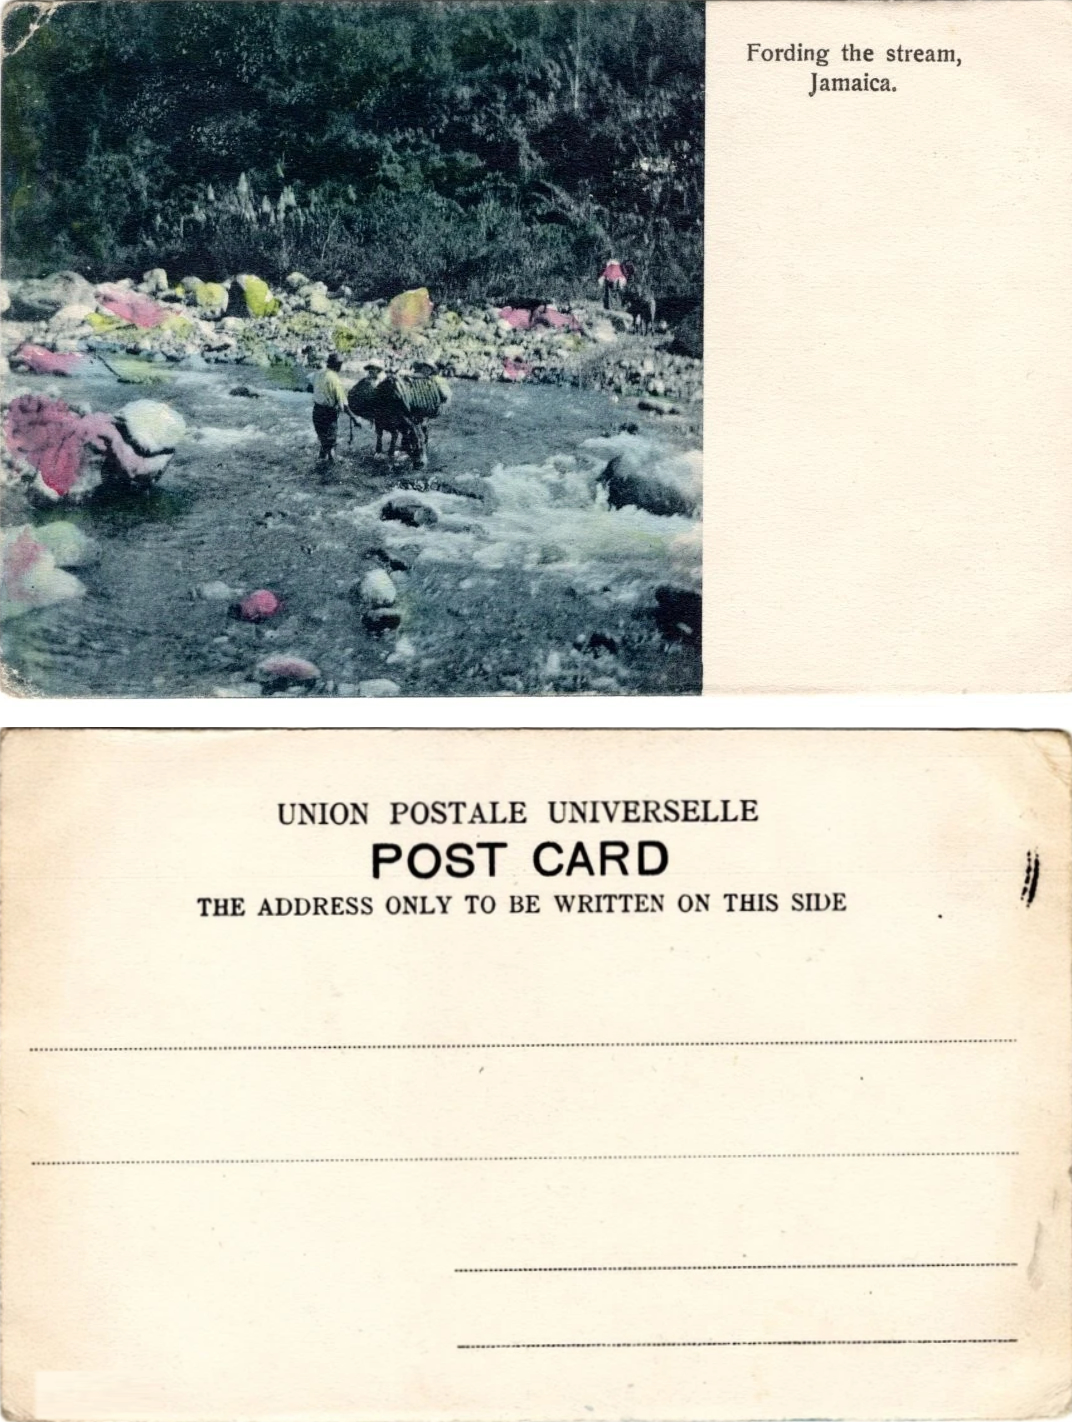 Fording the stream,
Jamaica.
UNION POSTALE UNIVERSELLE
POST CARD
THE ADDRESS ONLY TO BE WRITTEN ON THIS SIDE